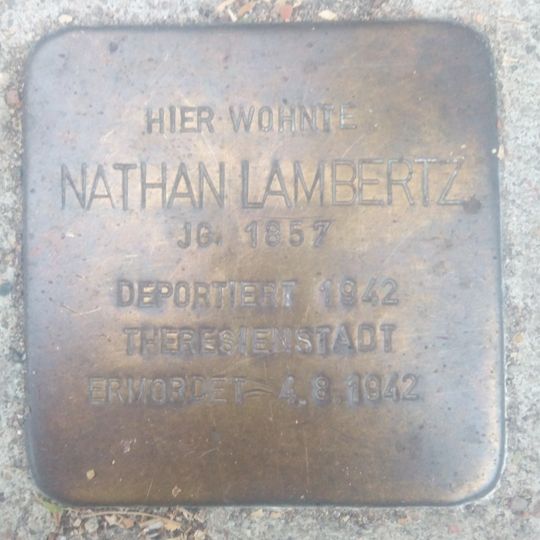 HIER WOHNTE
NATHAN LAMBERTZ
JG. 1857
DEPORTIERT 1942
THERESIENSTADT
ERMORDET 4.8.1942